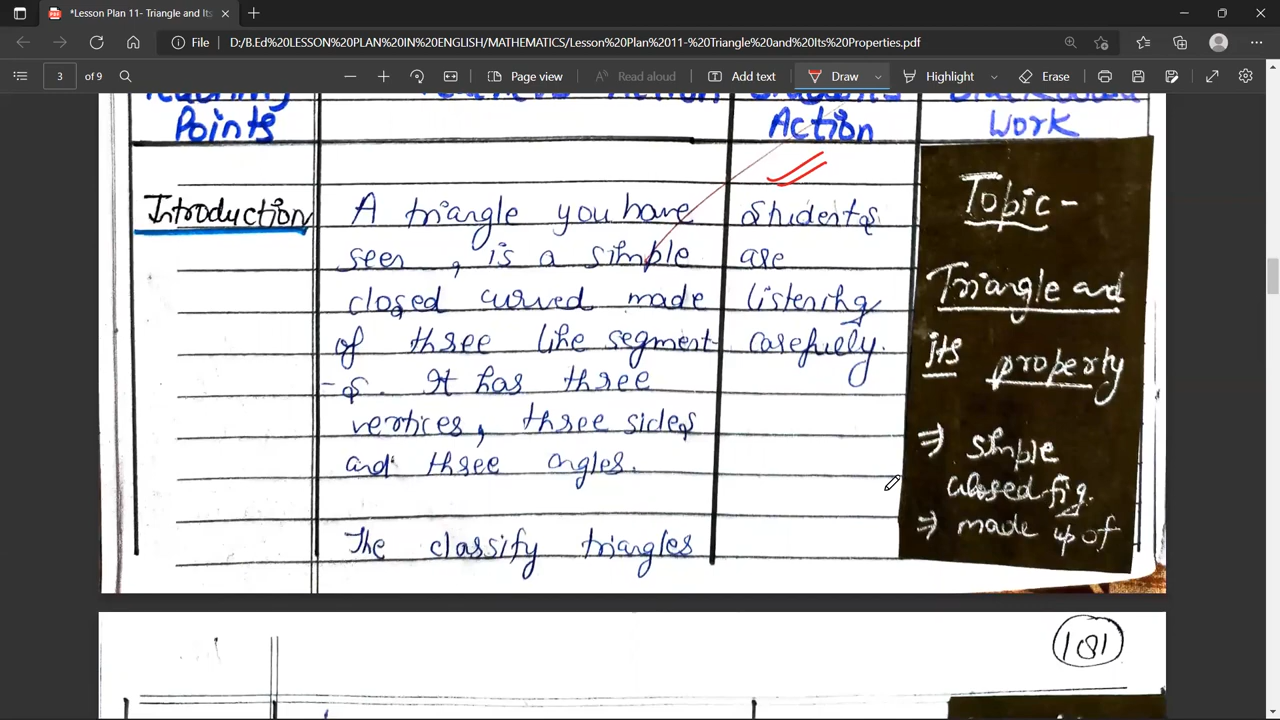 *Lesson Plan 11- Triangle and Its
File
D:/B.Ed%20LESSON%20PLAN%20IN%20ENGLISH/MATHEMATICS/Lesson%20Plan%2011-%20Triangle%20and%20Its%20Properties.pdf
3 of 9
Page view
Read aloud
Add text
Draw
Highlight
Erase
Points
Action
Work
Introduction
A triangle you have
seen, is a simple
closed curved made
of three line segment
-s. It has three
vertices, three sides
and three angles.
The classify triangles
Students
are
listening
carefully.
Topic-
Triangle and
its property
⇒ simple
closed fig.
⇒ made up of
181